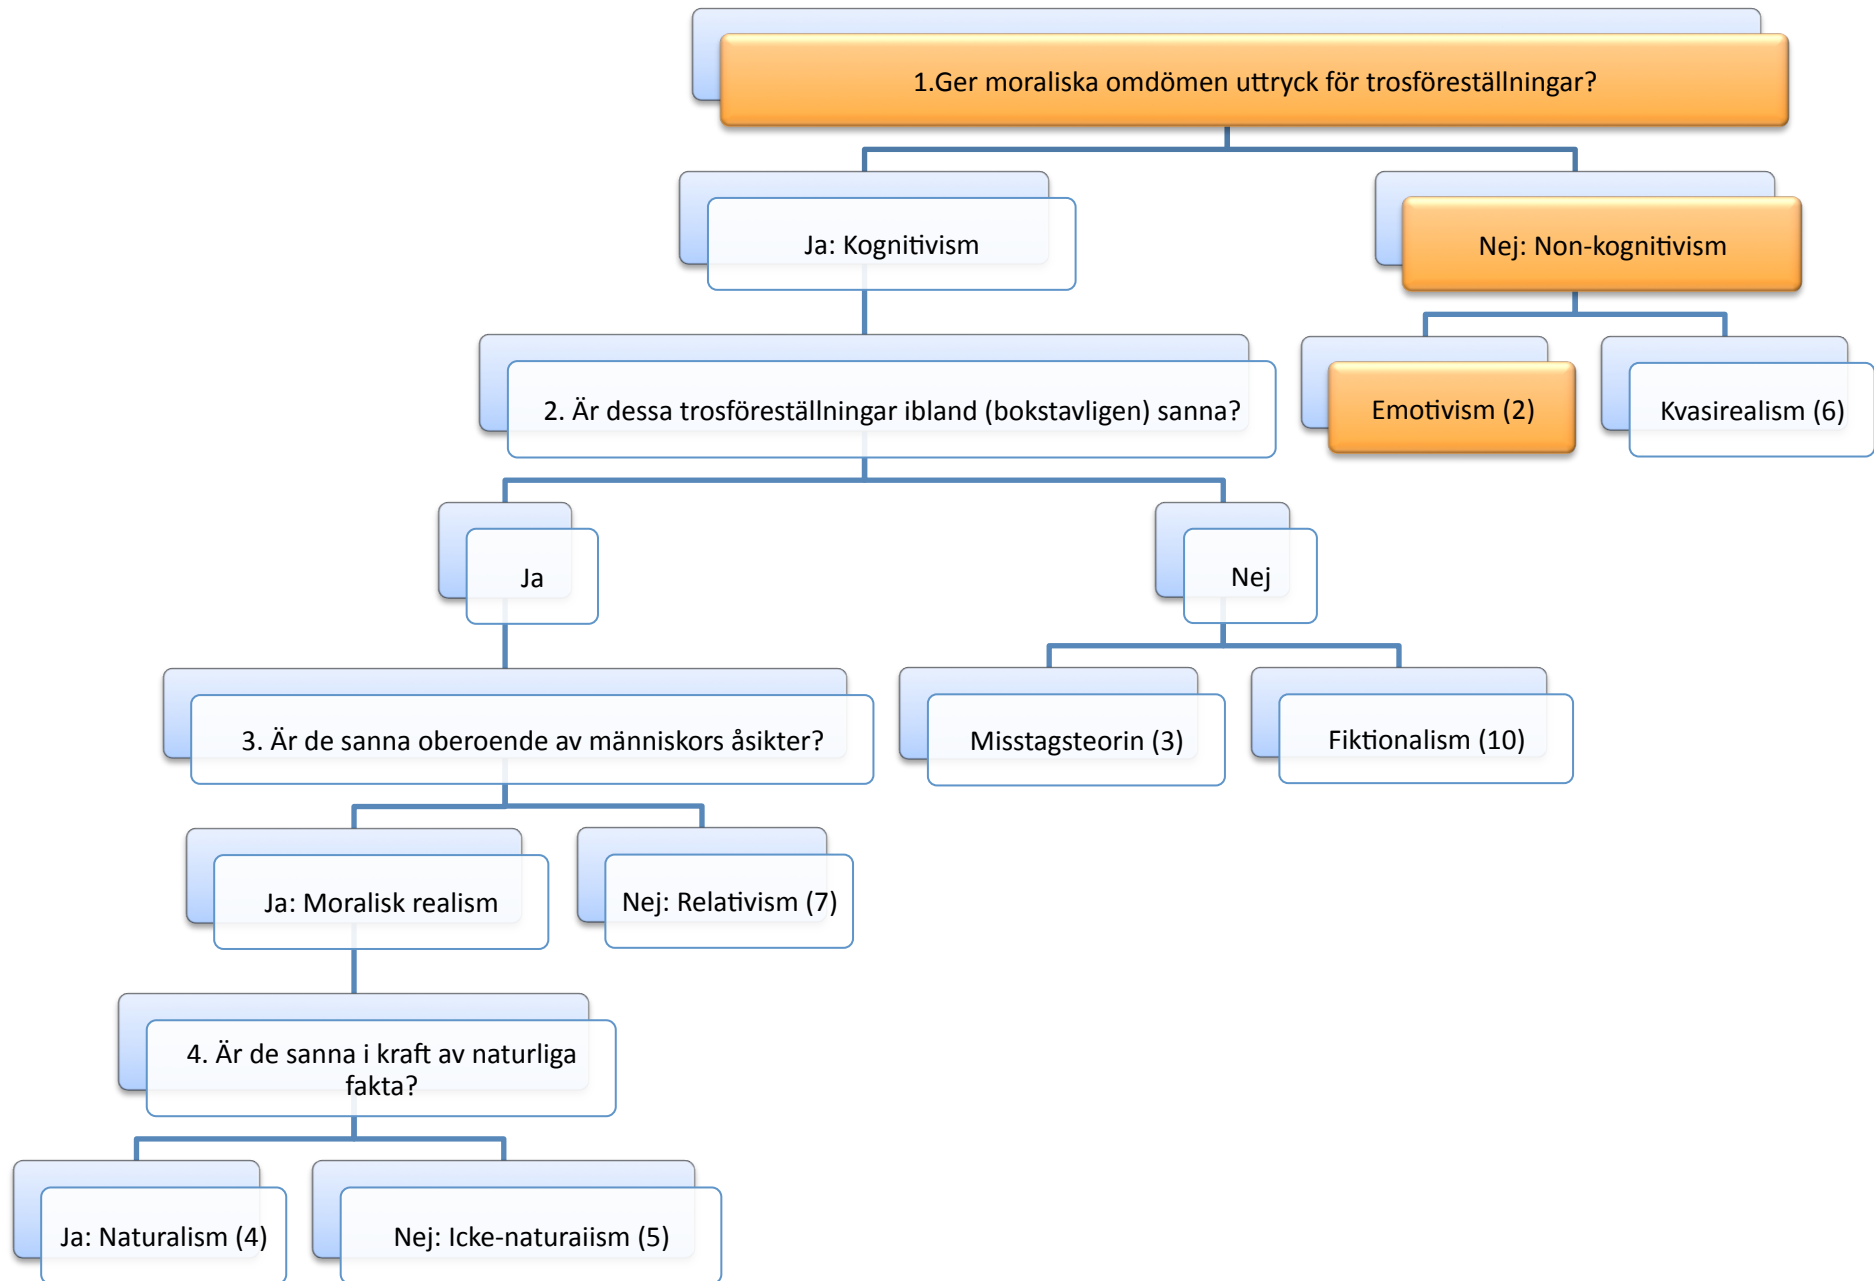 1.Ger moraliska omdömen uttryck för trosföreställningar?
Ja: Kognitivism
Nej: Non-kognitivism
2. Är dessa trosföreställningar ibland (bokstavligen) sanna?
Emotivism (2)
Kvasirealism (6)
Ja
Nej
3. Är de sanna oberoende av människors åsikter?
Misstagsteorin (3)
Fiktionalism (10)
Ja: Moralisk realism
Nej: Relativism (7)
4. Är de sanna i kraft av naturliga
fakta?
Ja: Naturalism (4)
Nej: Icke-naturaiism (5)